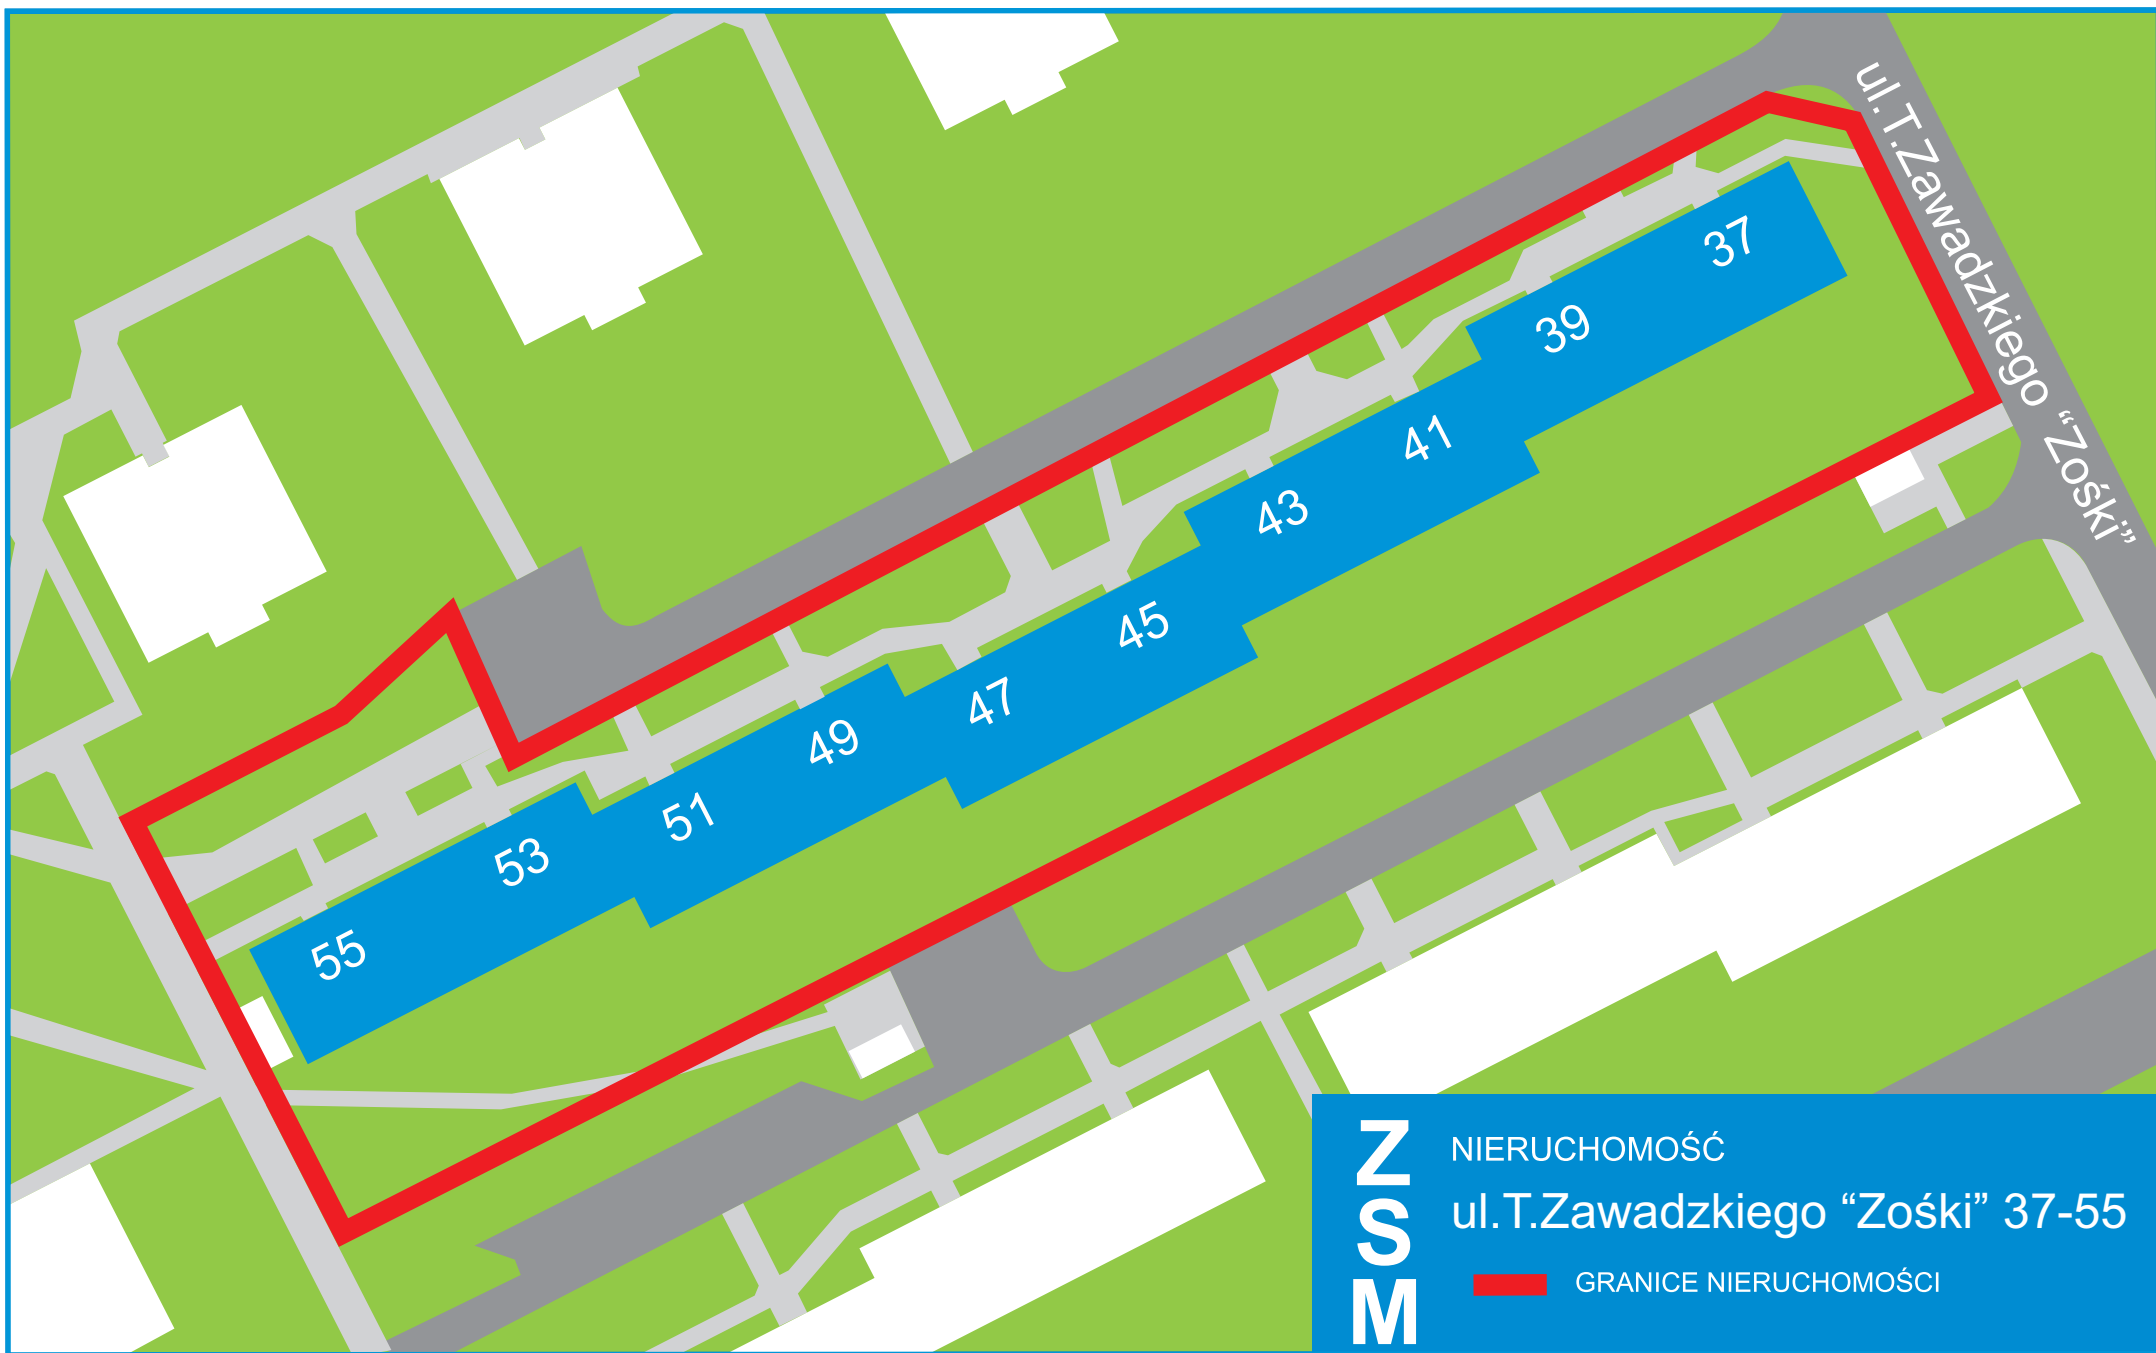 ul.T.Zawadzkiego “Zośki”
37
39
41
43
45
47
49
51
53
55
ZSM
NIERUCHOMOŚĆ
ul.T.Zawadzkiego “Zośki” 37-55
GRANICE NIERUCHOMOŚCI